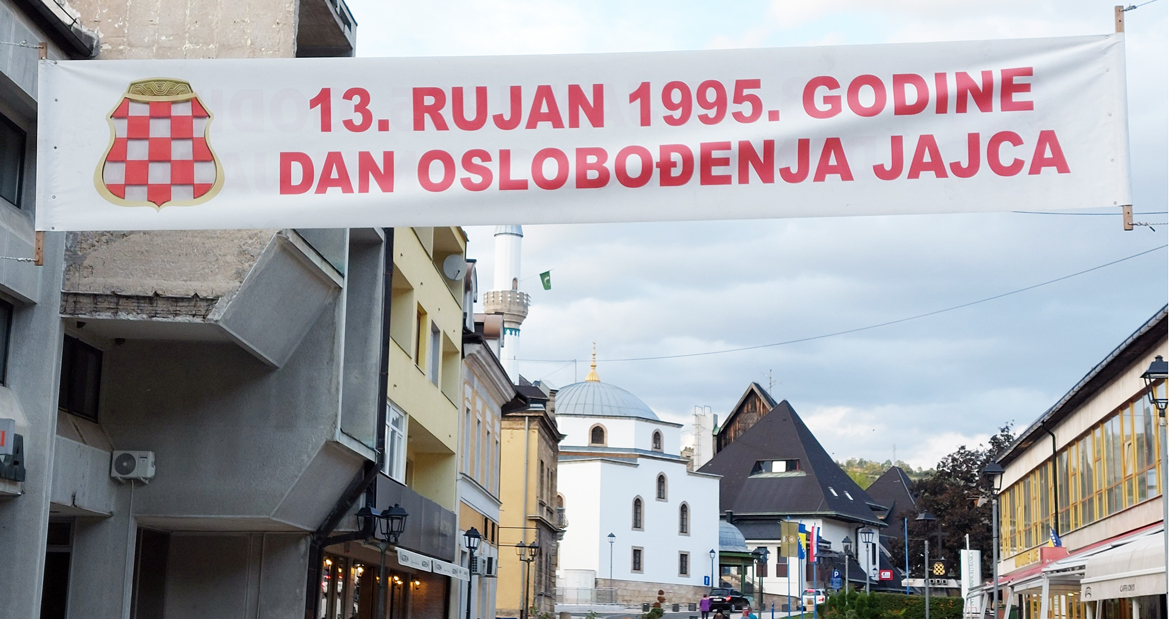 13. RUJAN 1995. GODINE
DAN OSLOBOĐENJA JAJCA